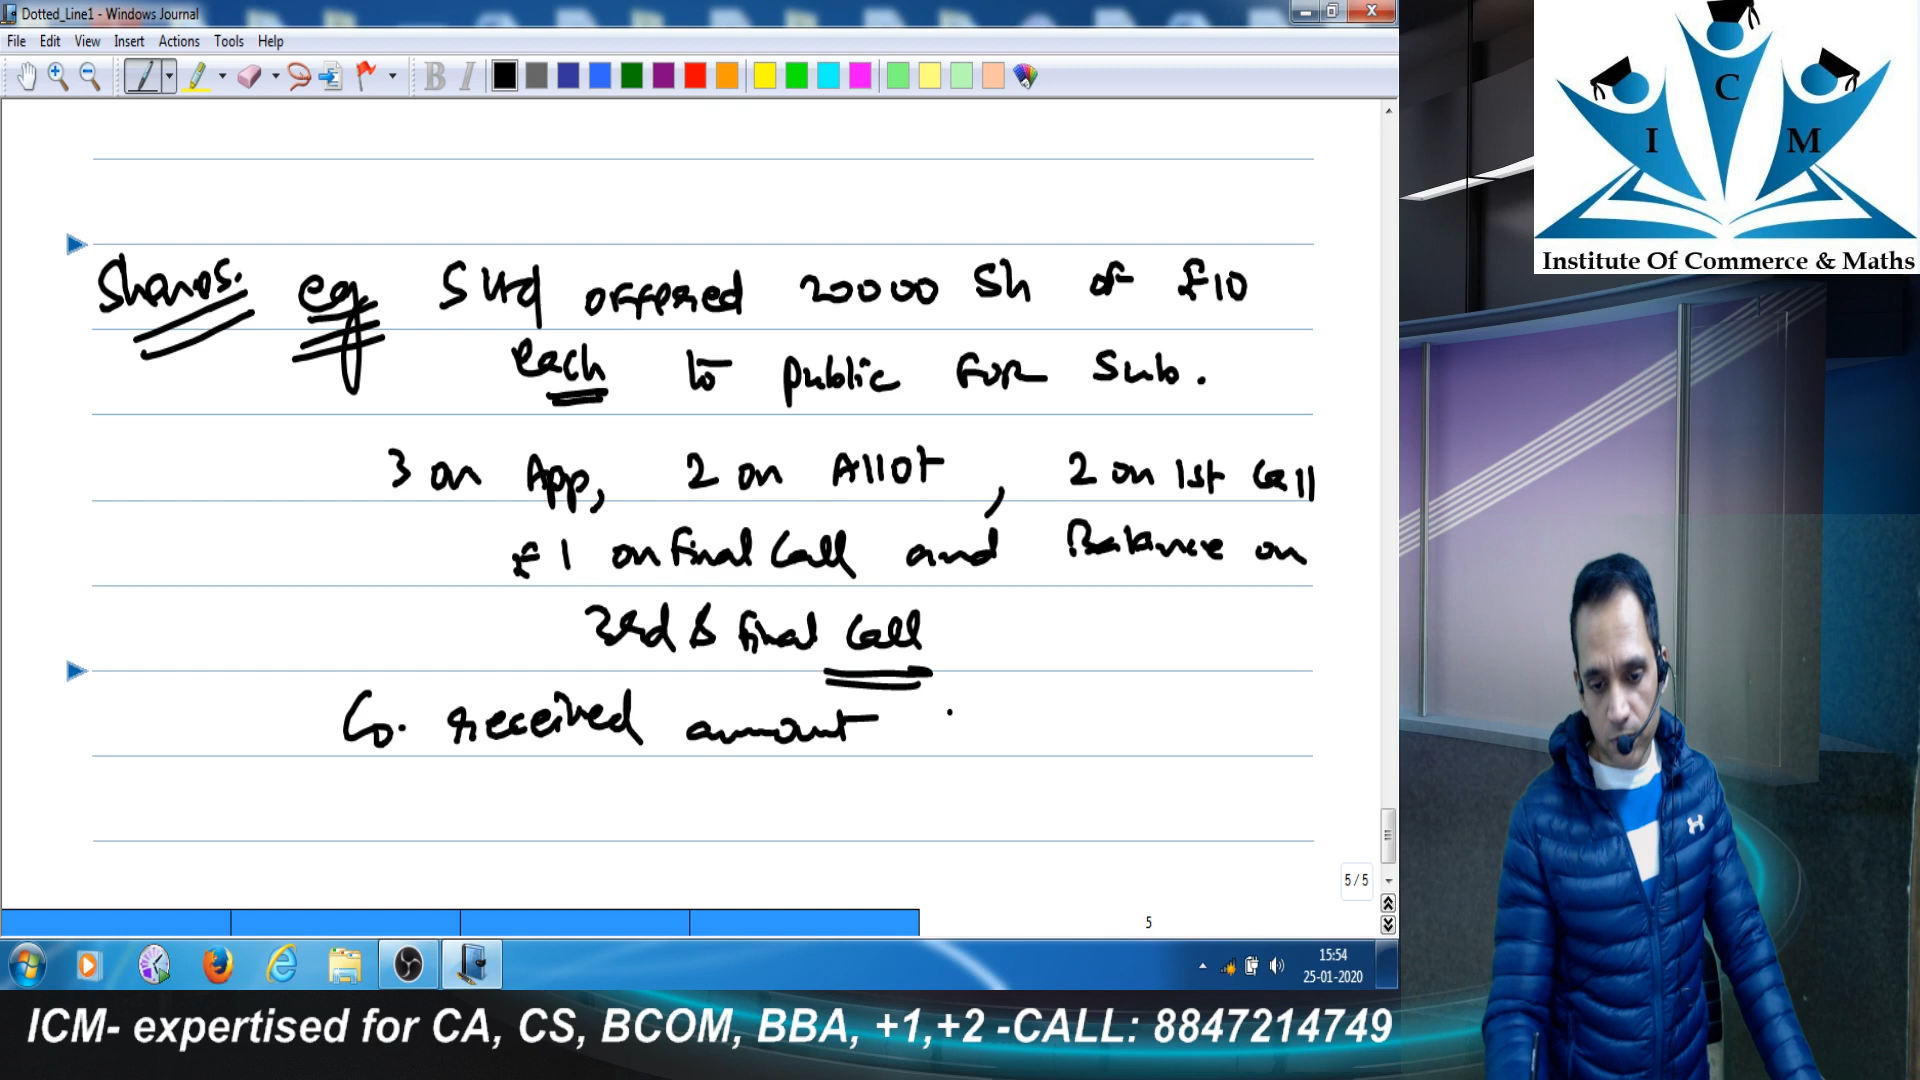 Dotted_Line1 - Windows Journal
File Edit View Insert Actions Tools Help
B I
I C M
Institute Of Commerce & Maths
Shares. eg S Ltd offered 20000 Sh of ₹10
each to public for Sub.
3 on App, 2 on Allot, 2 on 1st Call
₹ 1 on Final Call and Balance on
3rd & final Call
Co. received amount
5 / 5
5
15:54
25-01-2020
ICM- expertised for CA, CS, BCOM, BBA, +1,+2 -CALL: 8847214749